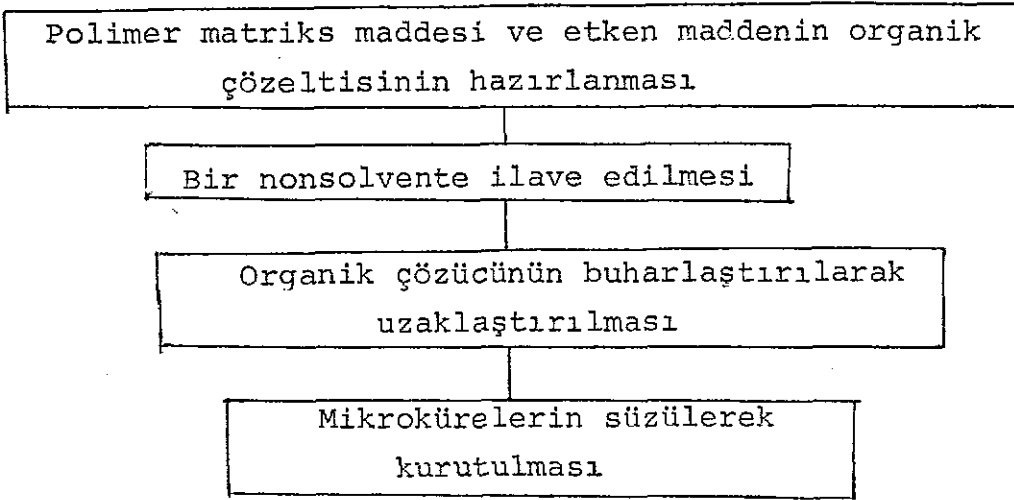 Polimer matriks maddesi ve etken maddenin organik
çözeltisinin hazırlanması
Bir nonsolvente ilave edilmesi
Organik çözücünün buharlaştırılarak
uzaklaştırılması
Mikrokürelerin süzülerek
kurutulması